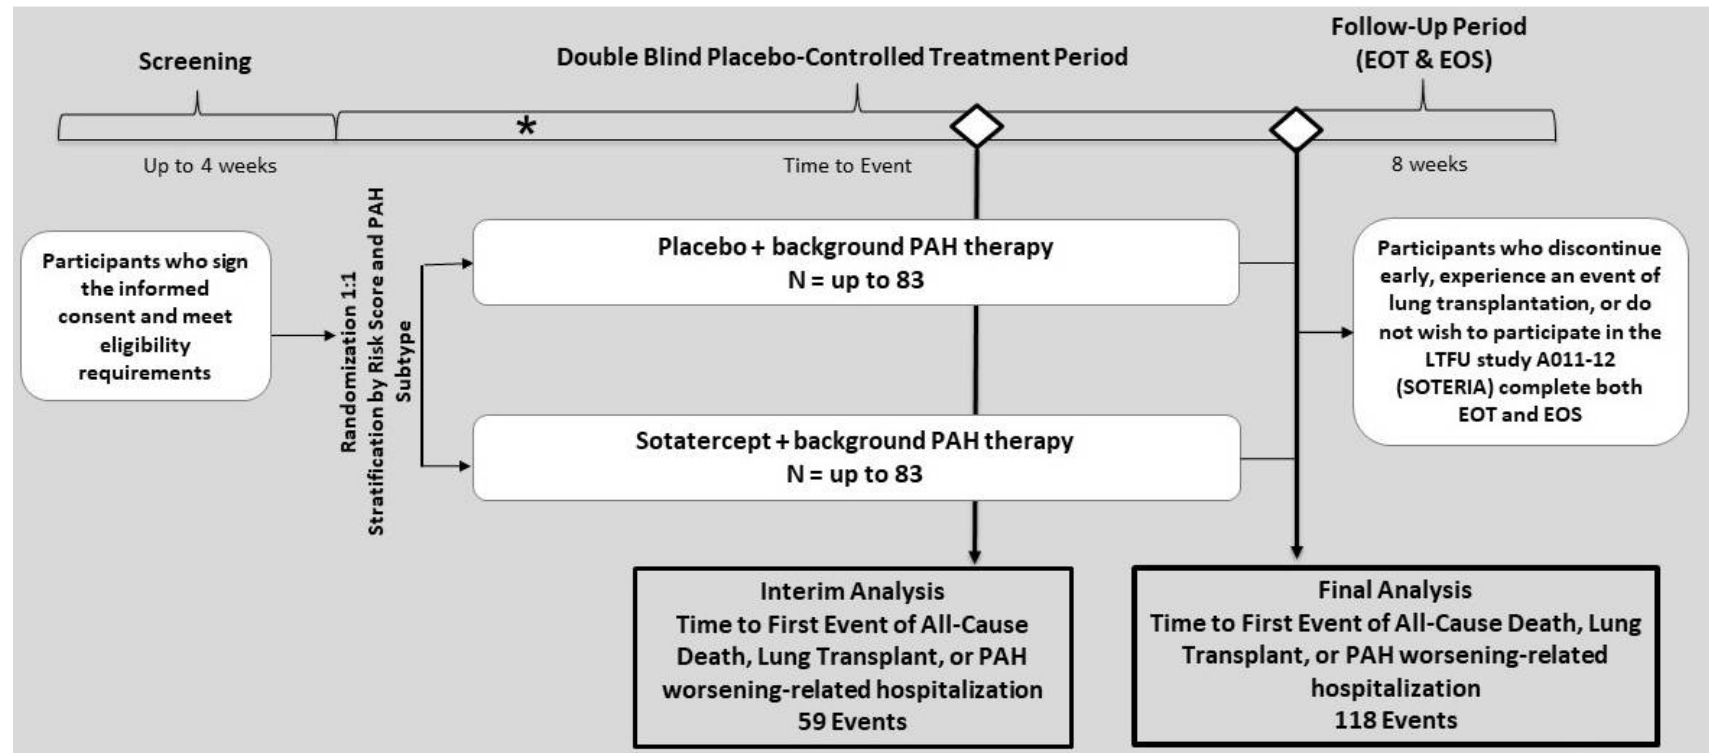 Screening
Double Blind Placebo-Controlled Treatment Period
Follow-Up Period
(EOT & EOS)
*
Up to 4 weeks
Time to Event
8 weeks
Participants who sign
the informed
consent and meet
eligibility
requirements
Randomization 1:1
Stratification by Risk Score and PAH
Subtype
Placebo + background PAH therapy
N = up to 83
Sotatercept + background PAH therapy
N = up to 83
Participants who discontinue
early, experience an event of
lung transplantation, or do
not wish to participate in the
LTFU study A011-12
(SOTERIA) complete both
EOT and EOS
Interim Analysis
Time to First Event of All-Cause
Death, Lung Transplant, or PAH
worsening-related hospitalization
59 Events
Final Analysis
Time to First Event of All-Cause Death, Lung
Transplant, or PAH worsening-related
hospitalization
118 Events